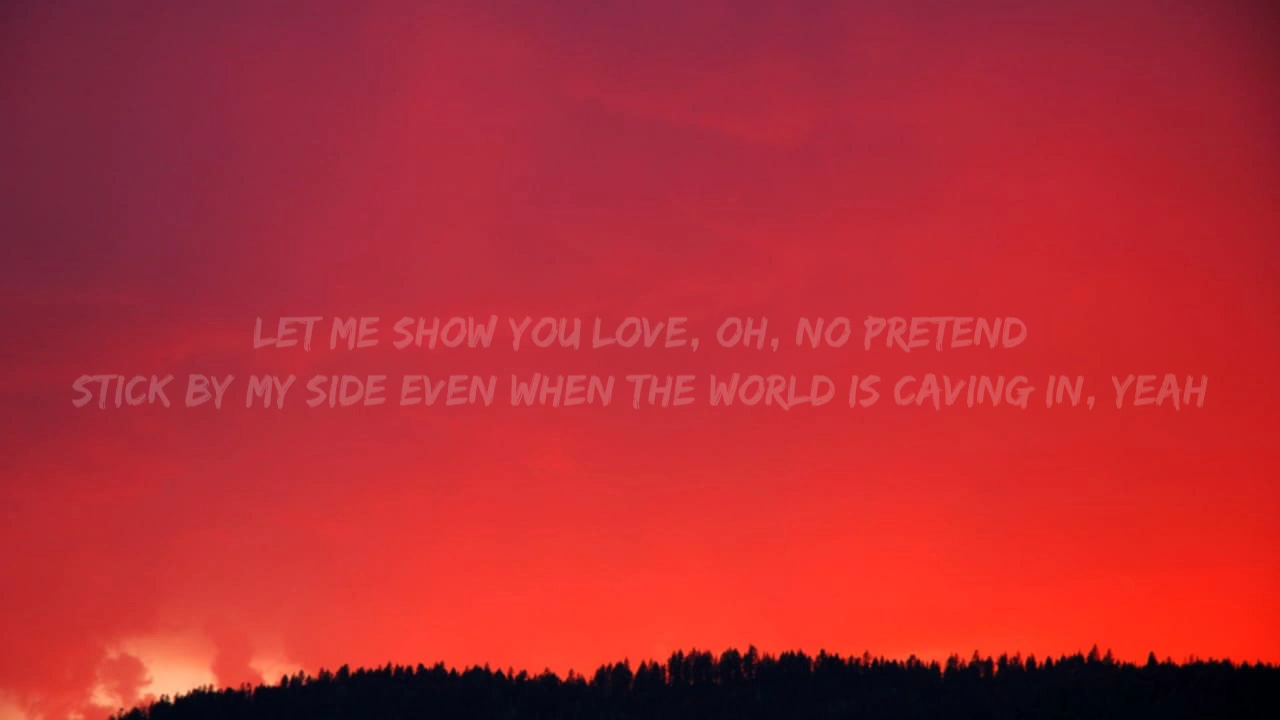 LET ME SHOW YOU LOVE, OH, NO PRETEND
STICK BY MY SIDE EVEN WHEN THE WORLD IS CAVING IN, YEAH